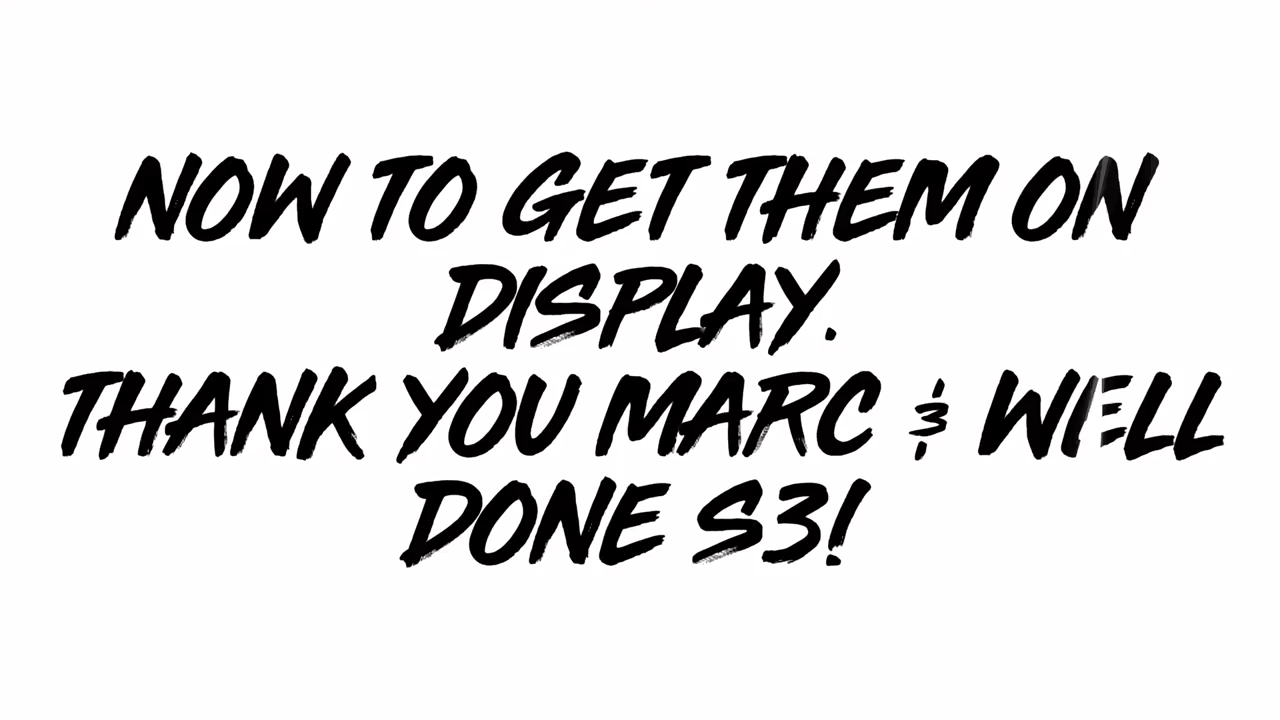 NOW TO GET THEM ON
DISPLAY.
THANK YOU MARC & WELL
DONE S3!